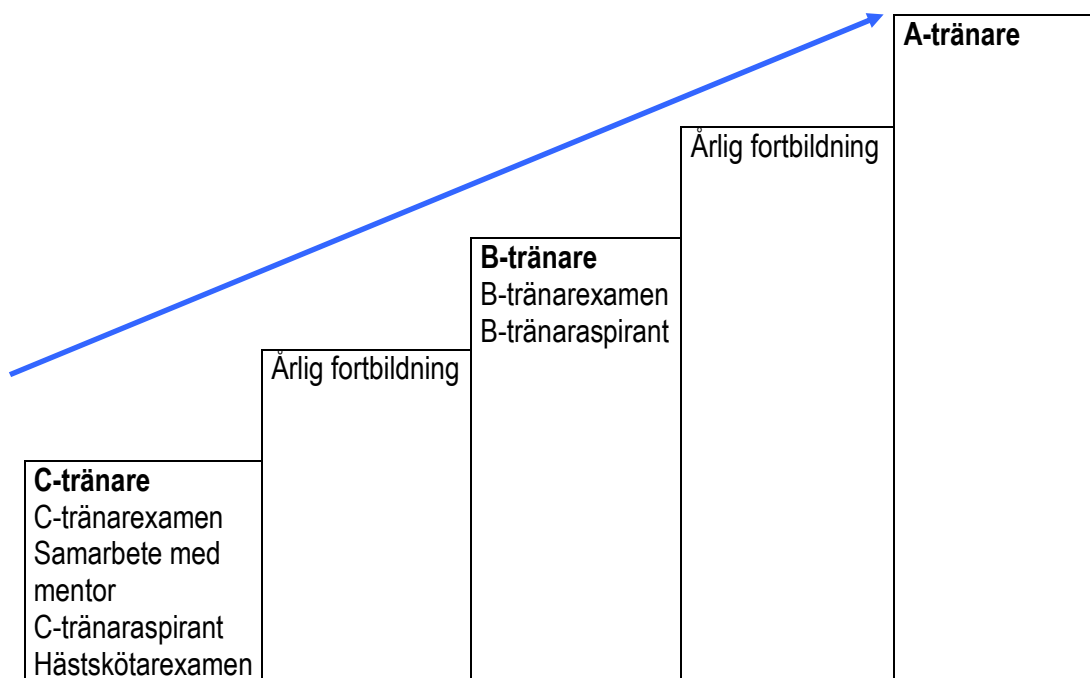 A-tränare
Årlig fortbildning
B-tränare
B-tränarexamen
B-tränaraspirant
Årlig fortbildning
C-tränare
C-tränarexamen
Samarbete med
mentor
C-tränaraspirant
Hästskötarexamen